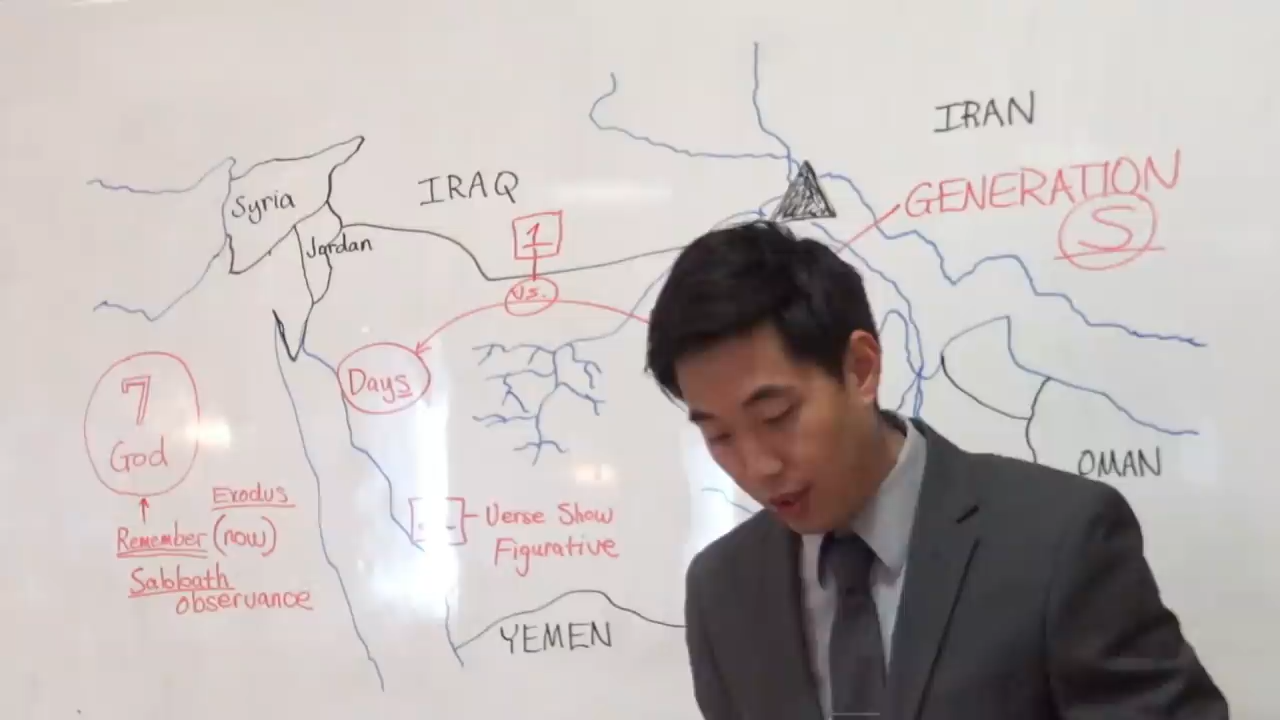 IRAN
GENERATION
S
IRAQ
Syria
Jordan
1
vs.
Days
7
God
Exodus
Remember (now)
Sabbath
observance
Verse Show
Figurative
OMAN
YEMEN